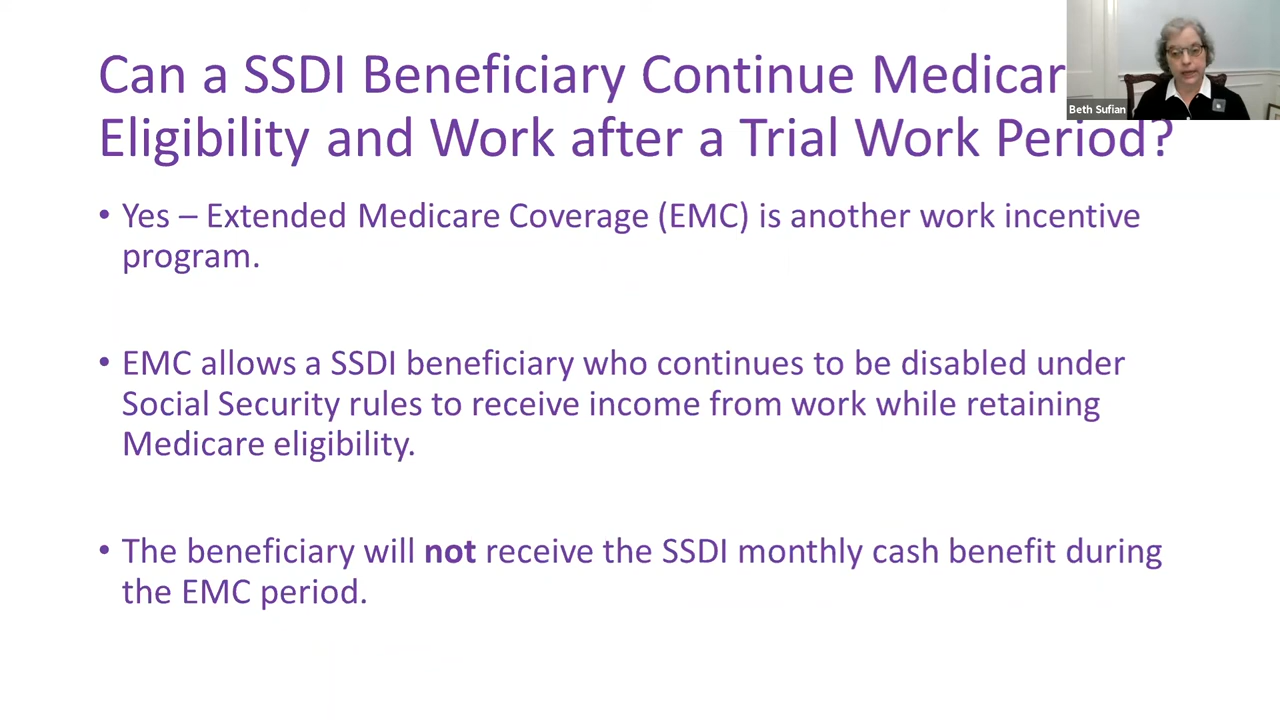 Can a SSDI Beneficiary Continue Medicar
Eligibility and Work after a Trial Work Period?
Beth Sufian
• Yes – Extended Medicare Coverage (EMC) is another work incentive
program.
• EMC allows a SSDI beneficiary who continues to be disabled under
Social Security rules to receive income from work while retaining
Medicare eligibility.
• The beneficiary will not receive the SSDI monthly cash benefit during
the EMC period.